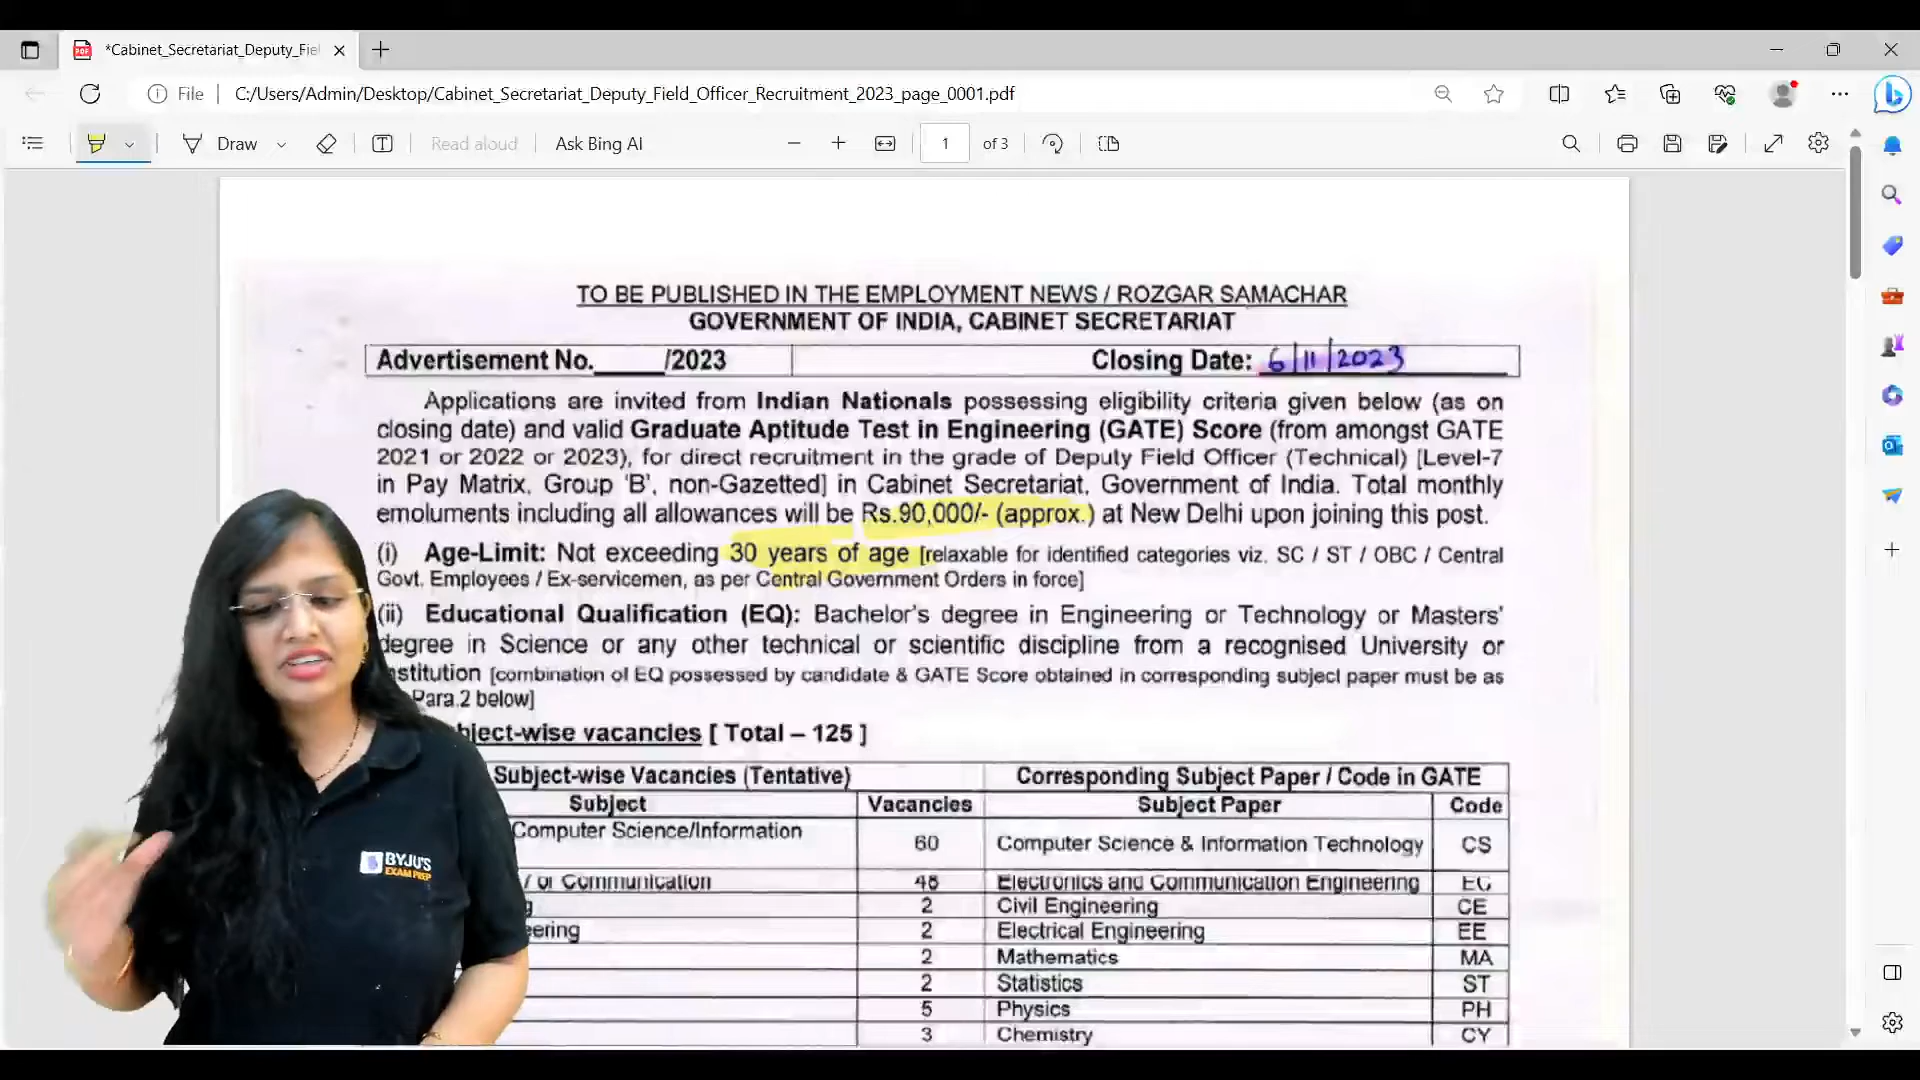 *Cabinet_Secretariat_Deputy_Fiel
File
C:/Users/Admin/Desktop/Cabinet_Secretariat_Deputy_Field_Officer_Recruitment_2023_page_0001.pdf
Draw
Read aloud
Ask Bing AI
1 of 3
TO BE PUBLISHED IN THE EMPLOYMENT NEWS / ROZGAR SAMACHAR
GOVERNMENT OF INDIA, CABINET SECRETARIAT
Advertisement No.______/2023 Closing Date: 6/11/2023
Applications are invited from Indian Nationals possessing eligibility criteria given below (as on
closing date) and valid Graduate Aptitude Test in Engineering (GATE) Score (from amongst GATE
2021 or 2022 or 2023), for direct recruitment in the grade of Deputy Field Officer (Technical) [Level-7
in Pay Matrix, Group 'B', non-Gazetted] in Cabinet Secretariat, Government of India. Total monthly
emoluments including all allowances will be Rs.90,000/- (approx.) at New Delhi upon joining this post.
(i) Age-Limit: Not exceeding 30 years of age [relaxable for identified categories viz. SC / ST / OBC / Central
Govt. Employees / Ex-servicemen, as per Central Government Orders in force]
(ii) Educational Qualification (EQ): Bachelor's degree in Engineering or Technology or Masters'
degree in Science or any other technical or scientific discipline from a recognised University or
nstitution [combination of EQ possessed by candidate & GATE Score obtained in corresponding subject paper must be as
Para.2 below]
bject-wise vacancies [ Total – 125 ]
Subject-wise Vacancies (Tentative) Corresponding Subject Paper / Code in GATE
Subject Vacancies Subject Paper Code
Computer Science/Information 60 Computer Science & Information Technology CS
/ or Communication 48 Electronics and Communication Engineering EC
g 2 Civil Engineering CE
eering 2 Electrical Engineering EE
2 Mathematics MA
2 Statistics ST
5 Physics PH
3 Chemistry CY
BYJU'S
EXAM PREP